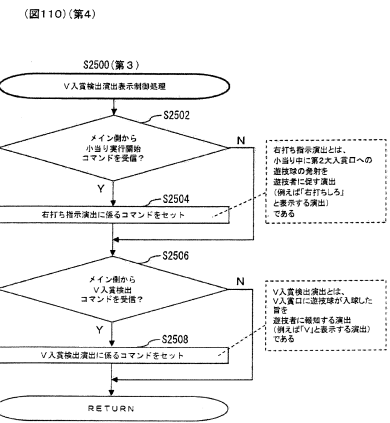 (図110)(第4)
S2500(第3)
V入賞検出演出表示制御処理
S2502
メイン側から
小当り実行開始
コマンドを受信?
N
Y
右打ち指示演出とは、
小当り中に第2大入賞口への
遊技球の発射を
遊技者に促す演出
(例えば「右打ちしろ」
と表示する演出)
である
S2504
右打ち指示演出に係るコマンドをセット
S2506
メイン側から
V入賞検出
コマンドを受信?
N
Y
V入賞検出演出とは、
V入賞口に遊技球が入球した
旨を
遊技者に報知する演出
(例えば「V」と表示する演出)
である
S2508
V入賞検出演出に係るコマンドをセット
RETURN